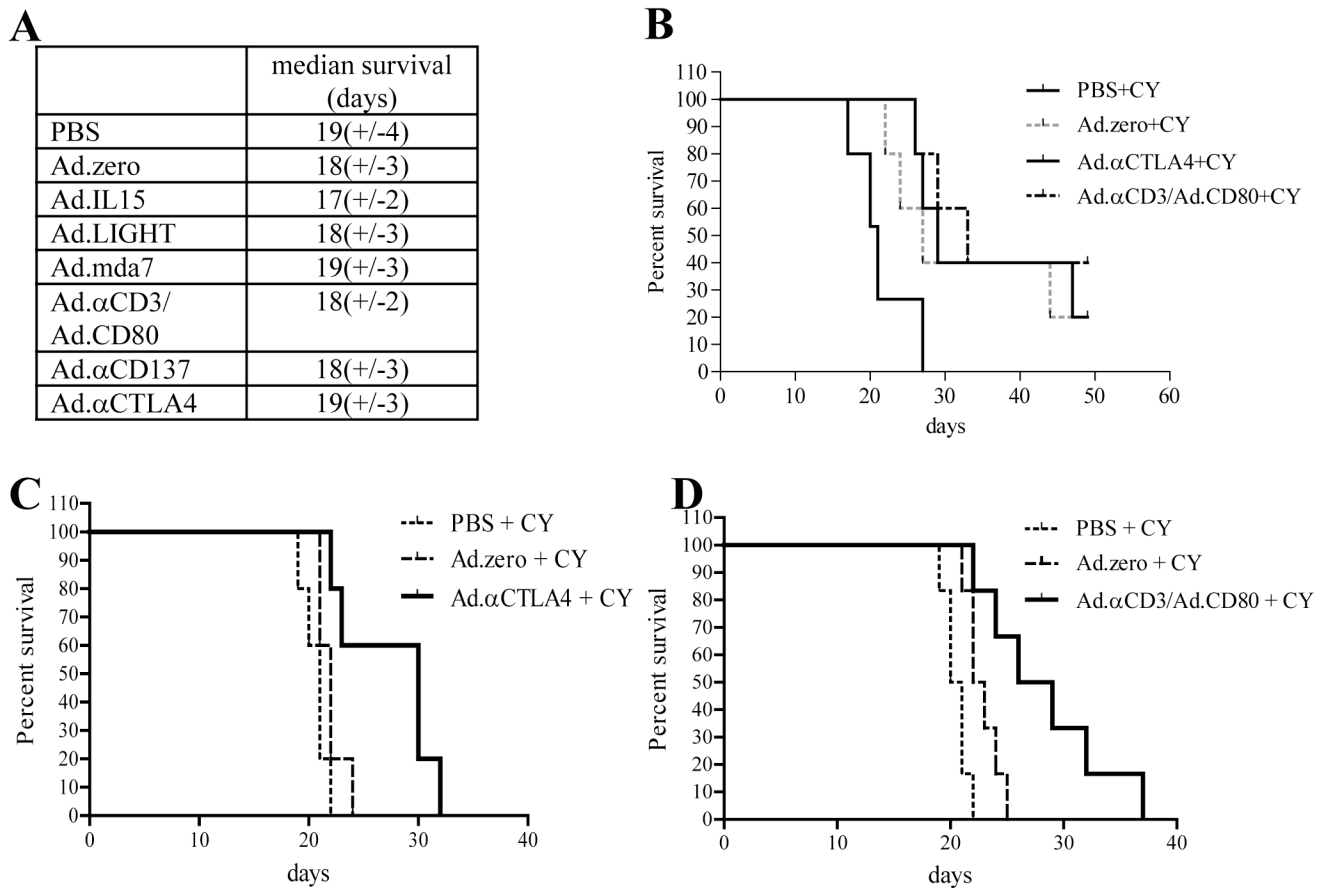 A
median survival
(days)
PBS 19(+/-4)
Ad.zero 18(+/-3)
Ad.IL15 17(+/-2)
Ad.LIGHT 18(+/-3)
Ad.mda7 19(+/-3)
Ad.αCD3/ 18(+/-2)
Ad.CD80
Ad.αCD137 18(+/-3)
Ad.αCTLA4 19(+/-3)
B
Percent survival
110
100
90
80
70
60
50
40
30
20
10
0
0 10 20 30 40 50 60
days
PBS+CY
Ad.zero+CY
Ad.αCTLA4+CY
Ad.αCD3/Ad.CD80+CY
C
Percent survival
110
100
90
80
70
60
50
40
30
20
10
0
0 10 20 30 40
days
PBS + CY
Ad.zero + CY
Ad.αCTLA4 + CY
D
Percent survival
110
100
90
80
70
60
50
40
30
20
10
0
0 10 20 30 40
days
PBS + CY
Ad.zero + CY
Ad.αCD3/Ad.CD80 + CY